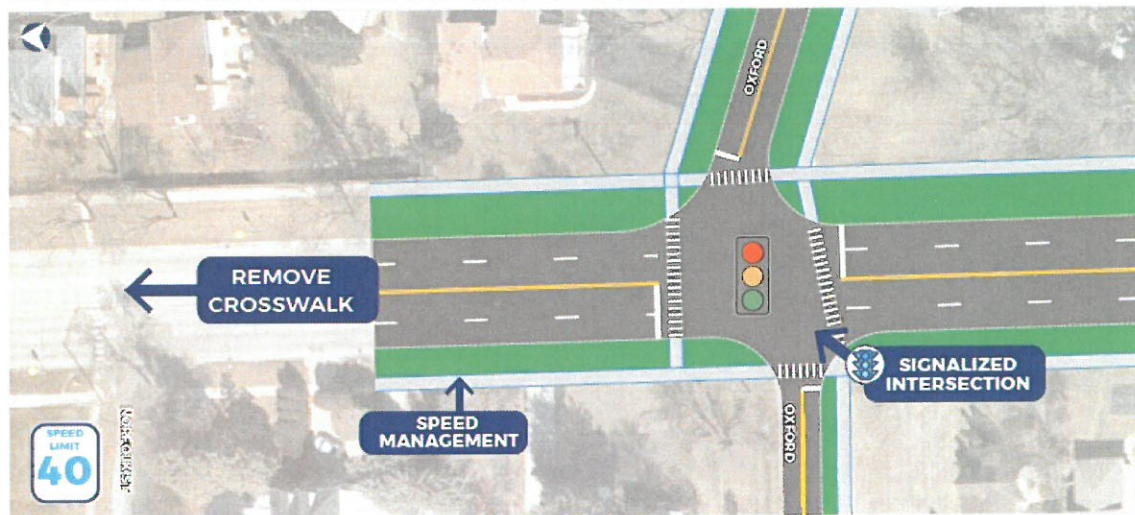 OXFORD
REMOVE
CROSSWALK
SIGNALIZED
INTERSECTION
SPEED
MANAGEMENT
OXFORD
SPEED
LIMIT
40